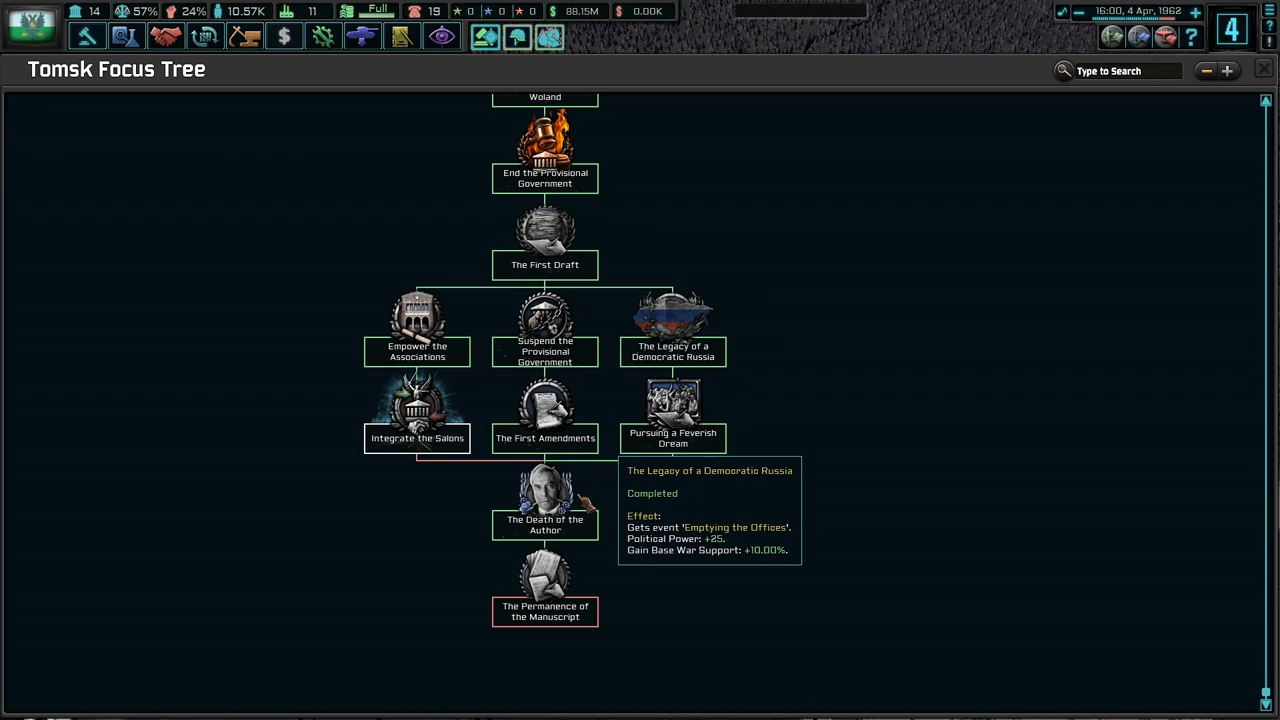 14 57% 24% 10.57K 11 Full 19 0 0 0 $ 88.15M $ 0.00K 16:00, 4 Apr, 1962 4
Tomsk Focus Tree
Type to Search
Woland
End the Provisional
Government
The First Draft
Empower the
Associations
Suspend the
Provisional
Government
The Legacy of a
Democratic Russia
Integrate the Salons
The First Amendments
Pursuing a Feverish
Dream
The Legacy of a Democratic Russia
Completed
Effect:
Gets event 'Emptying the Offices'.
Political Power: +25.
Gain Base War Support: +10.00%.
The Death of the
Author
The Permanence of
the Manuscript